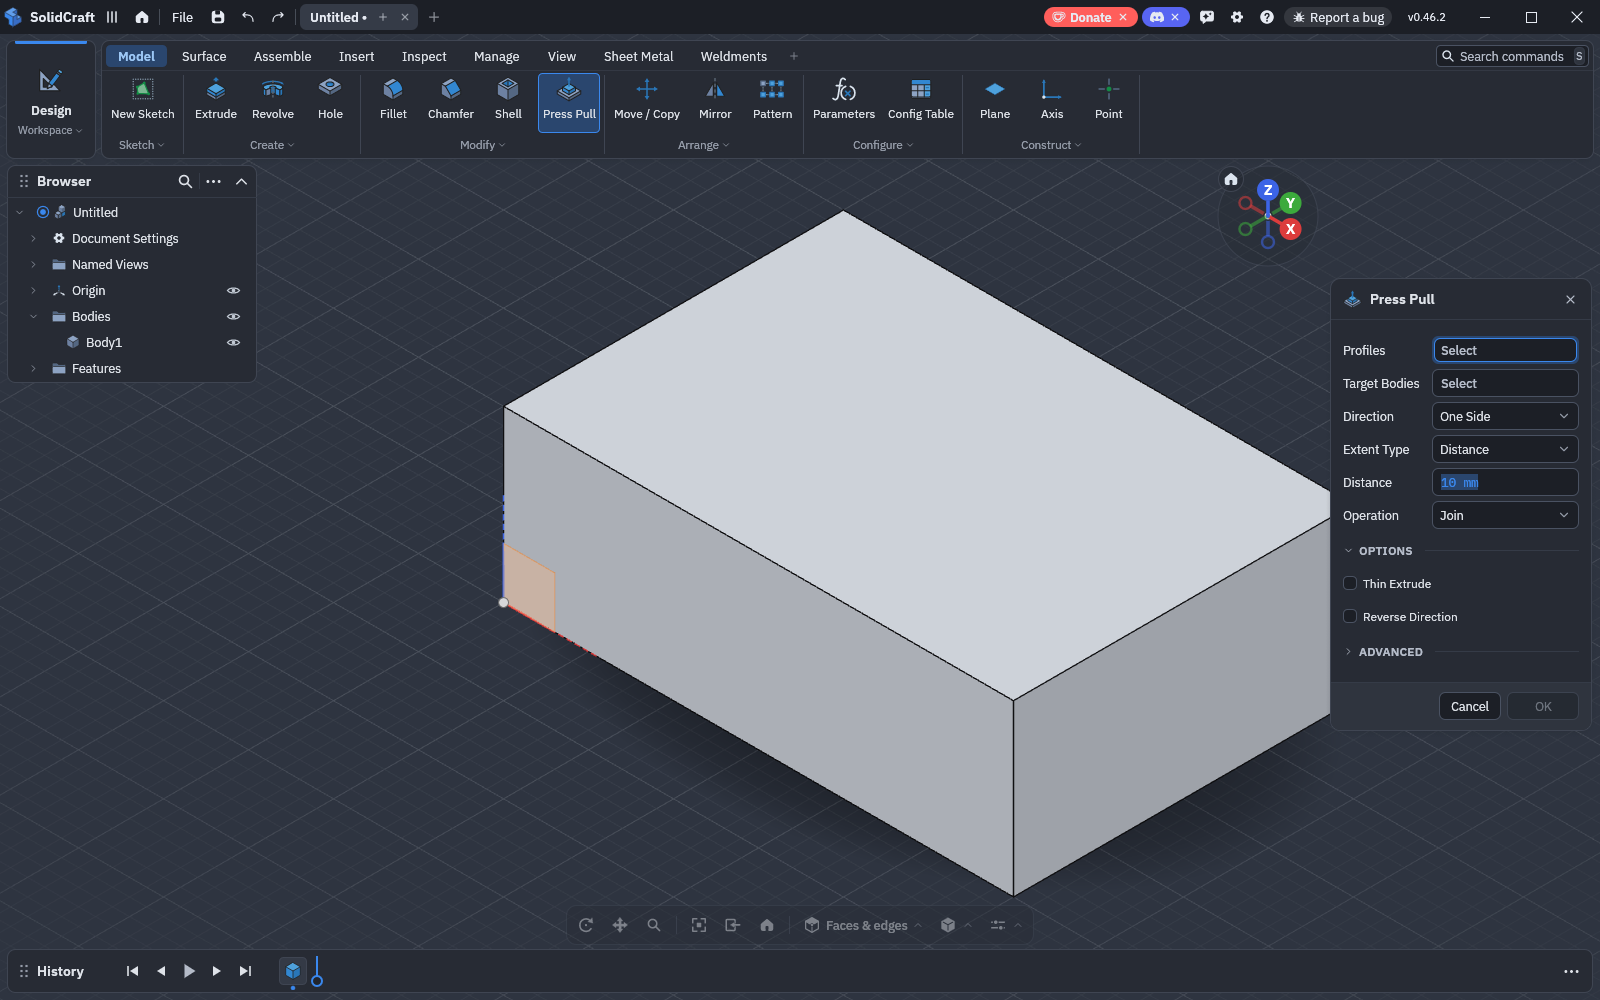 SolidCraft
File
Untitled •
Donate
Report a bug
v0.46.2
Design
Workspace
Model
Surface
Assemble
Insert
Inspect
Manage
View
Sheet Metal
Weldments
Search commands
S
New Sketch
Extrude
Revolve
Hole
Fillet
Chamfer
Shell
Press Pull
Move / Copy
Mirror
Pattern
Parameters
Config Table
Plane
Axis
Point
Sketch
Create
Modify
Arrange
Configure
Construct
Browser
Untitled
Document Settings
Named Views
Origin
Bodies
Body1
Features
Z
Y
X
Press Pull
Profiles
Select
Target Bodies
Select
Direction
One Side
Extent Type
Distance
Distance
10 mm
Operation
Join
OPTIONS
Thin Extrude
Reverse Direction
ADVANCED
Cancel
OK
Faces & edges
History